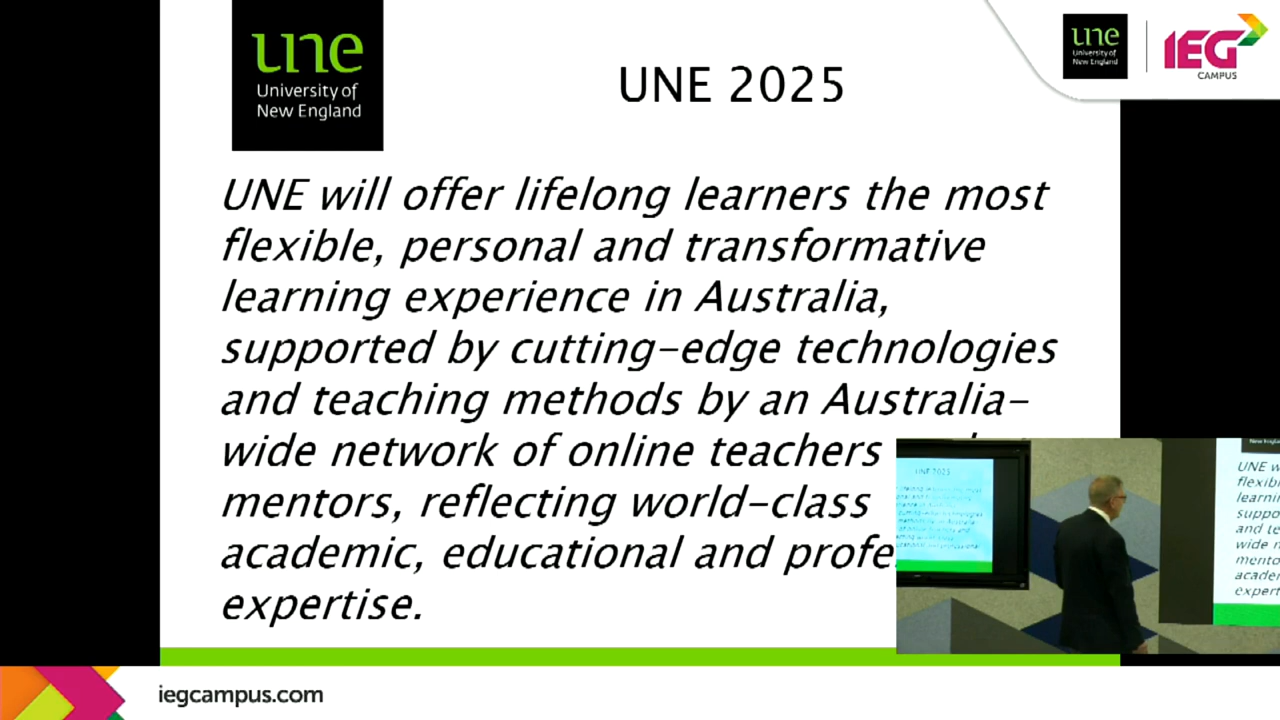 une
University of
New England
UNE 2025
une
University of
New England
IEG
CAMPUS
UNE will offer lifelong learners the most
flexible, personal and transformative
learning experience in Australia,
supported by cutting-edge technologies
and teaching methods by an Australia-
wide network of online teachers
mentors, reflecting world-class
academic, educational and profe
expertise.
UNE 2025
UNE w
flexibl
learni
suppo
and te
wide n
mento
acade
expert
iegcampus.com